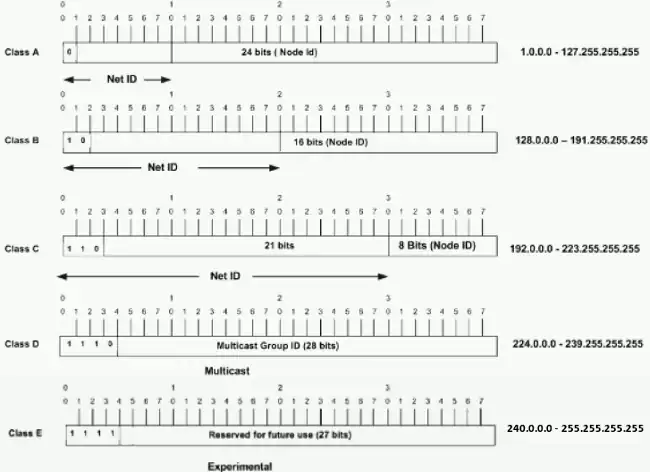 0 1 2 3
0 1 2 3 4 5 6 7 0 1 2 3 4 5 6 7 0 1 2 3 4 5 6 7 0 1 2 3 4 5 6 7
Class A 0 24 bits ( Node Id) 1.0.0.0 - 127.255.255.255
Net ID
0 1 2 3
0 1 2 3 4 5 6 7 0 1 2 3 4 5 6 7 0 1 2 3 4 5 6 7 0 1 2 3 4 5 6 7
Class B 1 0 16 bits (Node ID) 128.0.0.0 – 191.255.255.255
Net ID
0 1 2 3
0 1 2 3 4 5 6 7 0 1 2 3 4 5 6 7 0 1 2 3 4 5 6 7 0 1 2 3 4 5 6 7
Class C 1 1 0 21 bits 8 Bits (Node ID) 192.0.0.0 - 223.255.255.255
Net ID
0 1 2 3
0 1 2 3 4 5 6 7 0 1 2 3 4 5 6 7 0 1 2 3 4 5 6 7 0 1 2 3 4 5 6 7
Class D 1 1 1 0 Multicast Group ID (28 bits) 224.0.0.0 - 239.255.255.255
Multicast
0 1 2 3
0 1 2 3 4 5 6 7 0 1 2 3 4 5 6 7 0 1 2 3 4 5 6 7 0 1 2 3 4 5 6 7
Class E 1 1 1 1 Reserved for future use (27 bits) 240.0.0.0 - 255.255.255.255
Experimental